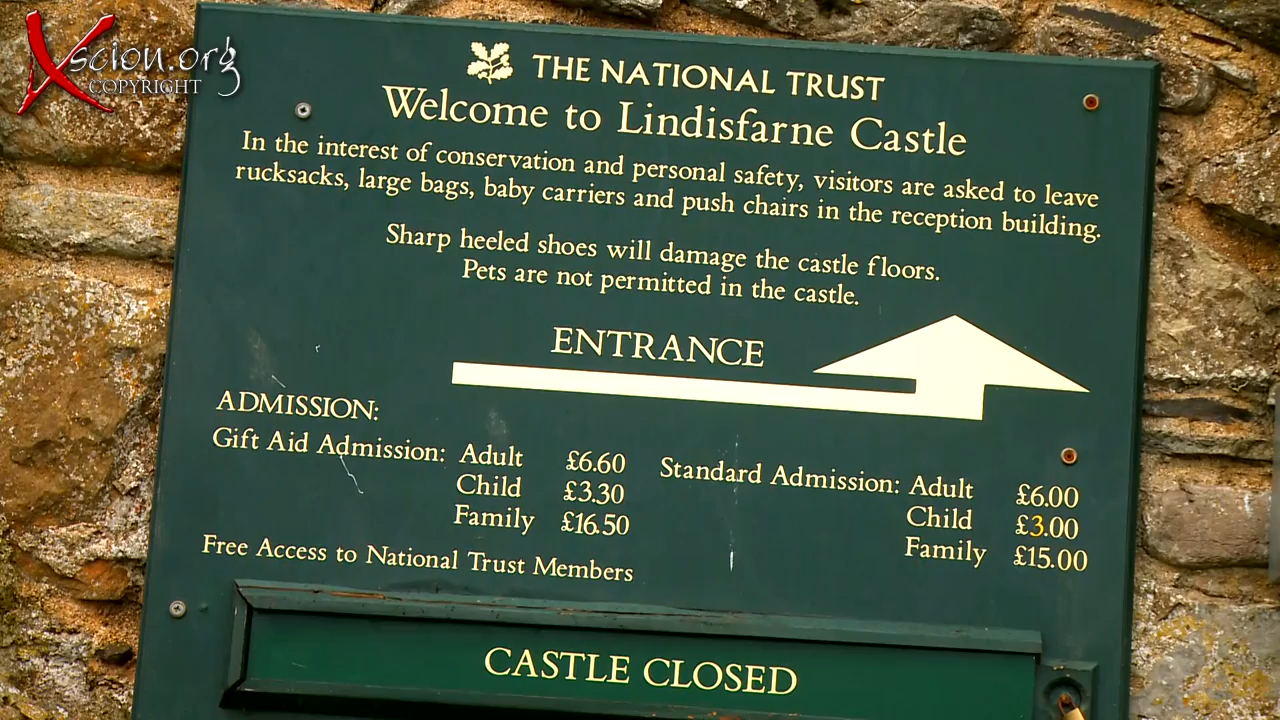 Xscion.org
COPYRIGHT
THE NATIONAL TRUST
Welcome to Lindisfarne Castle
In the interest of conservation and personal safety, visitors are asked to leave
rucksacks, large bags, baby carriers and push chairs in the reception building.
Sharp heeled shoes will damage the castle floors.
Pets are not permitted in the castle.
ENTRANCE
ADMISSION:
Gift Aid Admission: Adult £6.60
Child £3.30
Family £16.50
Standard Admission: Adult £6.00
Child £3.00
Family £15.00
Free Access to National Trust Members
CASTLE CLOSED